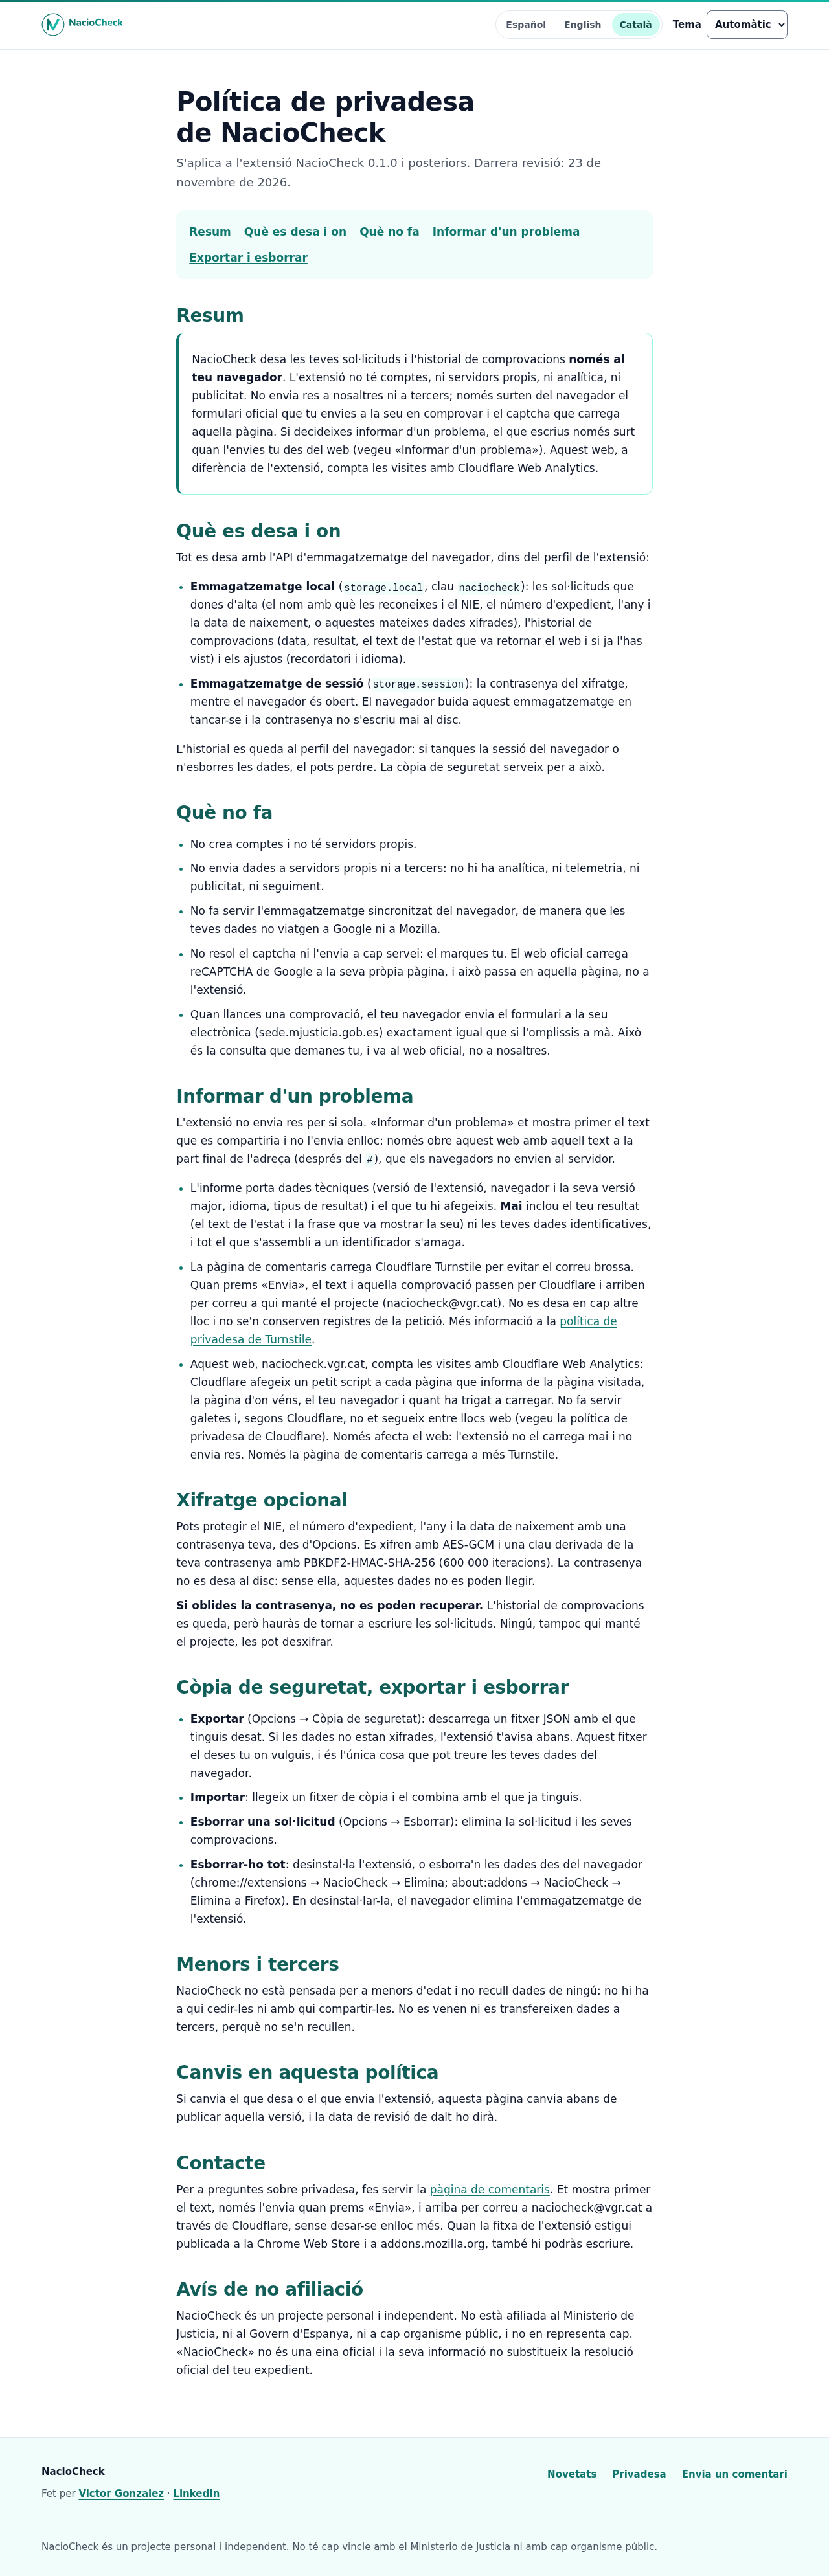 NacioCheck
Español English Català Tema Automàtic
Política de privadesa
de NacioCheck
S'aplica a l'extensió NacioCheck 0.1.0 i posteriors. Darrera revisió: 23 de
novembre de 2026.
Resum Què es desa i on Què no fa Informar d'un problema
Exportar i esborrar
Resum
NacioCheck desa les teves sol·licituds i l'historial de comprovacions només al
teu navegador. L'extensió no té comptes, ni servidors propis, ni analítica, ni
publicitat. No envia res a nosaltres ni a tercers; només surten del navegador el
formulari oficial que tu envies a la seu en comprovar i el captcha que carrega
aquella pàgina. Si decideixes informar d'un problema, el que escrius només surt
quan l'envies tu des del web (vegeu «Informar d'un problema»). Aquest web, a
diferència de l'extensió, compta les visites amb Cloudflare Web Analytics.
Què es desa i on
Tot es desa amb l'API d'emmagatzematge del navegador, dins del perfil de l'extensió:
• Emmagatzematge local (storage.local, clau naciocheck): les sol·licituds que
dones d'alta (el nom amb què les reconeixes i el NIE, el número d'expedient, l'any i
la data de naixement, o aquestes mateixes dades xifrades), l'historial de
comprovacions (data, resultat, el text de l'estat que va retornar el web i si ja l'has
vist) i els ajustos (recordatori i idioma).
• Emmagatzematge de sessió (storage.session): la contrasenya del xifratge,
mentre el navegador és obert. El navegador buida aquest emmagatzematge en
tancar-se i la contrasenya no s'escriu mai al disc.
L'historial es queda al perfil del navegador: si tanques la sessió del navegador o
n'esborres les dades, el pots perdre. La còpia de seguretat serveix per a això.
Què no fa
• No crea comptes i no té servidors propis.
• No envia dades a servidors propis ni a tercers: no hi ha analítica, ni telemetria, ni
publicitat, ni seguiment.
• No fa servir l'emmagatzematge sincronitzat del navegador, de manera que les
teves dades no viatgen a Google ni a Mozilla.
• No resol el captcha ni l'envia a cap servei: el marques tu. El web oficial carrega
reCAPTCHA de Google a la seva pròpia pàgina, i això passa en aquella pàgina, no a
l'extensió.
• Quan llances una comprovació, el teu navegador envia el formulari a la seu
electrònica (sede.mjusticia.gob.es) exactament igual que si l'omplissis a mà. Això
és la consulta que demanes tu, i va al web oficial, no a nosaltres.
Informar d'un problema
L'extensió no envia res per si sola. «Informar d'un problema» et mostra primer el text
que es compartiria i no l'envia enlloc: només obre aquest web amb aquell text a la
part final de l'adreça (després del #), que els navegadors no envien al servidor.
• L'informe porta dades tècniques (versió de l'extensió, navegador i la seva versió
major, idioma, tipus de resultat) i el que tu hi afegeixis. Mai inclou el teu resultat
(el text de l'estat i la frase que va mostrar la seu) ni les teves dades identificatives,
i tot el que s'assembli a un identificador s'amaga.
• La pàgina de comentaris carrega Cloudflare Turnstile per evitar el correu brossa.
Quan prems «Envia», el text i aquella comprovació passen per Cloudflare i arriben
per correu a qui manté el projecte (naciocheck@vgr.cat). No es desa en cap altre
lloc i no se'n conserven registres de la petició. Més informació a la política de
privadesa de Turnstile.
• Aquest web, naciocheck.vgr.cat, compta les visites amb Cloudflare Web Analytics:
Cloudflare afegeix un petit script a cada pàgina que informa de la pàgina visitada,
la pàgina d'on véns, el teu navegador i quant ha trigat a carregar. No fa servir
galetes i, segons Cloudflare, no et segueix entre llocs web (vegeu la política de
privadesa de Cloudflare). Només afecta el web: l'extensió no el carrega mai i no
envia res. Només la pàgina de comentaris carrega a més Turnstile.
Xifratge opcional
Pots protegir el NIE, el número d'expedient, l'any i la data de naixement amb una
contrasenya teva, des d'Opcions. Es xifren amb AES-GCM i una clau derivada de la
teva contrasenya amb PBKDF2-HMAC-SHA-256 (600 000 iteracions). La contrasenya
no es desa al disc: sense ella, aquestes dades no es poden llegir.
Si oblides la contrasenya, no es poden recuperar. L'historial de comprovacions
es queda, però hauràs de tornar a escriure les sol·licituds. Ningú, tampoc qui manté
el projecte, les pot desxifrar.
Còpia de seguretat, exportar i esborrar
• Exportar (Opcions → Còpia de seguretat): descarrega un fitxer JSON amb el que
tinguis desat. Si les dades no estan xifrades, l'extensió t'avisa abans. Aquest fitxer
el deses tu on vulguis, i és l'única cosa que pot treure les teves dades del
navegador.
• Importar: llegeix un fitxer de còpia i el combina amb el que ja tinguis.
• Esborrar una sol·licitud (Opcions → Esborrar): elimina la sol·licitud i les seves
comprovacions.
• Esborrar-ho tot: desinstal·la l'extensió, o esborra'n les dades des del navegador
(chrome://extensions → NacioCheck → Elimina; about:addons → NacioCheck →
Elimina a Firefox). En desinstal·lar-la, el navegador elimina l'emmagatzematge de
l'extensió.
Menors i tercers
NacioCheck no està pensada per a menors d'edat i no recull dades de ningú: no hi ha
a qui cedir-les ni amb qui compartir-les. No es venen ni es transfereixen dades a
tercers, perquè no se'n recullen.
Canvis en aquesta política
Si canvia el que desa o el que envia l'extensió, aquesta pàgina canvia abans de
publicar aquella versió, i la data de revisió de dalt ho dirà.
Contacte
Per a preguntes sobre privadesa, fes servir la pàgina de comentaris. Et mostra primer
el text, només l'envia quan prems «Envia», i arriba per correu a naciocheck@vgr.cat a
través de Cloudflare, sense desar-se enlloc més. Quan la fitxa de l'extensió estigui
publicada a la Chrome Web Store i a addons.mozilla.org, també hi podràs escriure.
Avís de no afiliació
NacioCheck és un projecte personal i independent. No està afiliada al Ministerio de
Justicia, ni al Govern d'Espanya, ni a cap organisme públic, i no en representa cap.
«NacioCheck» no és una eina oficial i la seva informació no substitueix la resolució
oficial del teu expedient.
NacioCheck
Fet per Victor Gonzalez · LinkedIn
Novetats Privadesa Envia un comentari
NacioCheck és un projecte personal i independent. No té cap vincle amb el Ministerio de Justicia ni amb cap organisme públic.